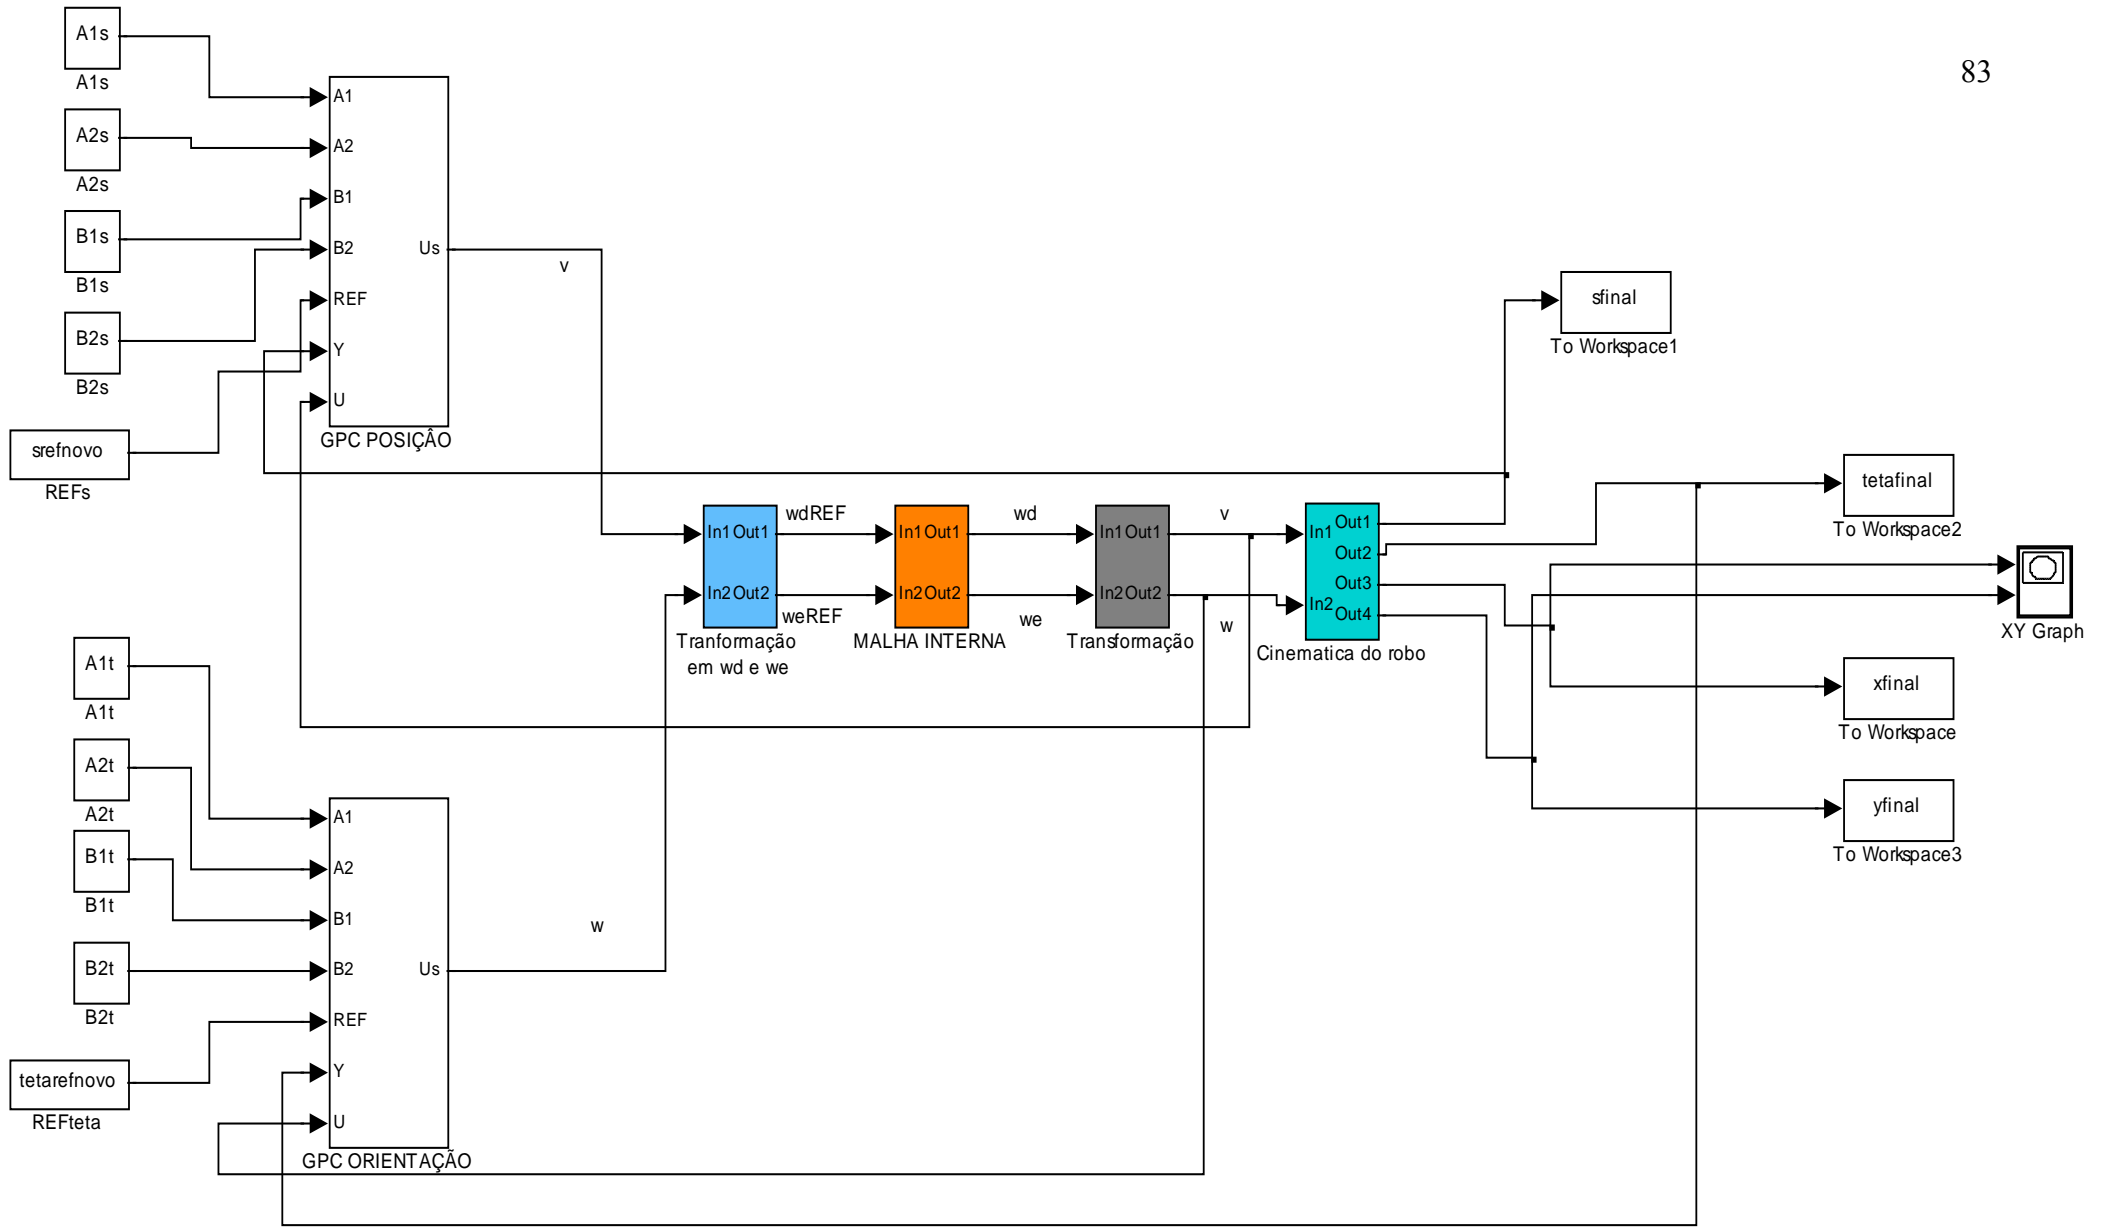 83
A1s
A1s
A2s
A2s
B1s
B1s
B2s
B2s
srefnovo
REFs
A1
A2
B1
B2
REF
Y
U
Us
GPC POSIÇÂO
v
sfinal
To Workspace1
tetafinal
To Workspace2
XY Graph
xfinal
To Workspace
yfinal
To Workspace3
In1 Out1
In2 Out2
Tranformação
em wd e we
wdREF
weREF
In1 Out1
In2 Out2
MALHA INTERNA
wd
we
In1 Out1
In2 Out2
Transformação
v
w
In1
In2
Out1
Out2
Out3
Out4
Cinematica do robo
A1t
A1t
A2t
A2t
B1t
B1t
B2t
B2t
tetarefnovo
REFteta
A1
A2
B1
B2
REF
Y
U
Us
GPC ORIENTAÇÃO
w